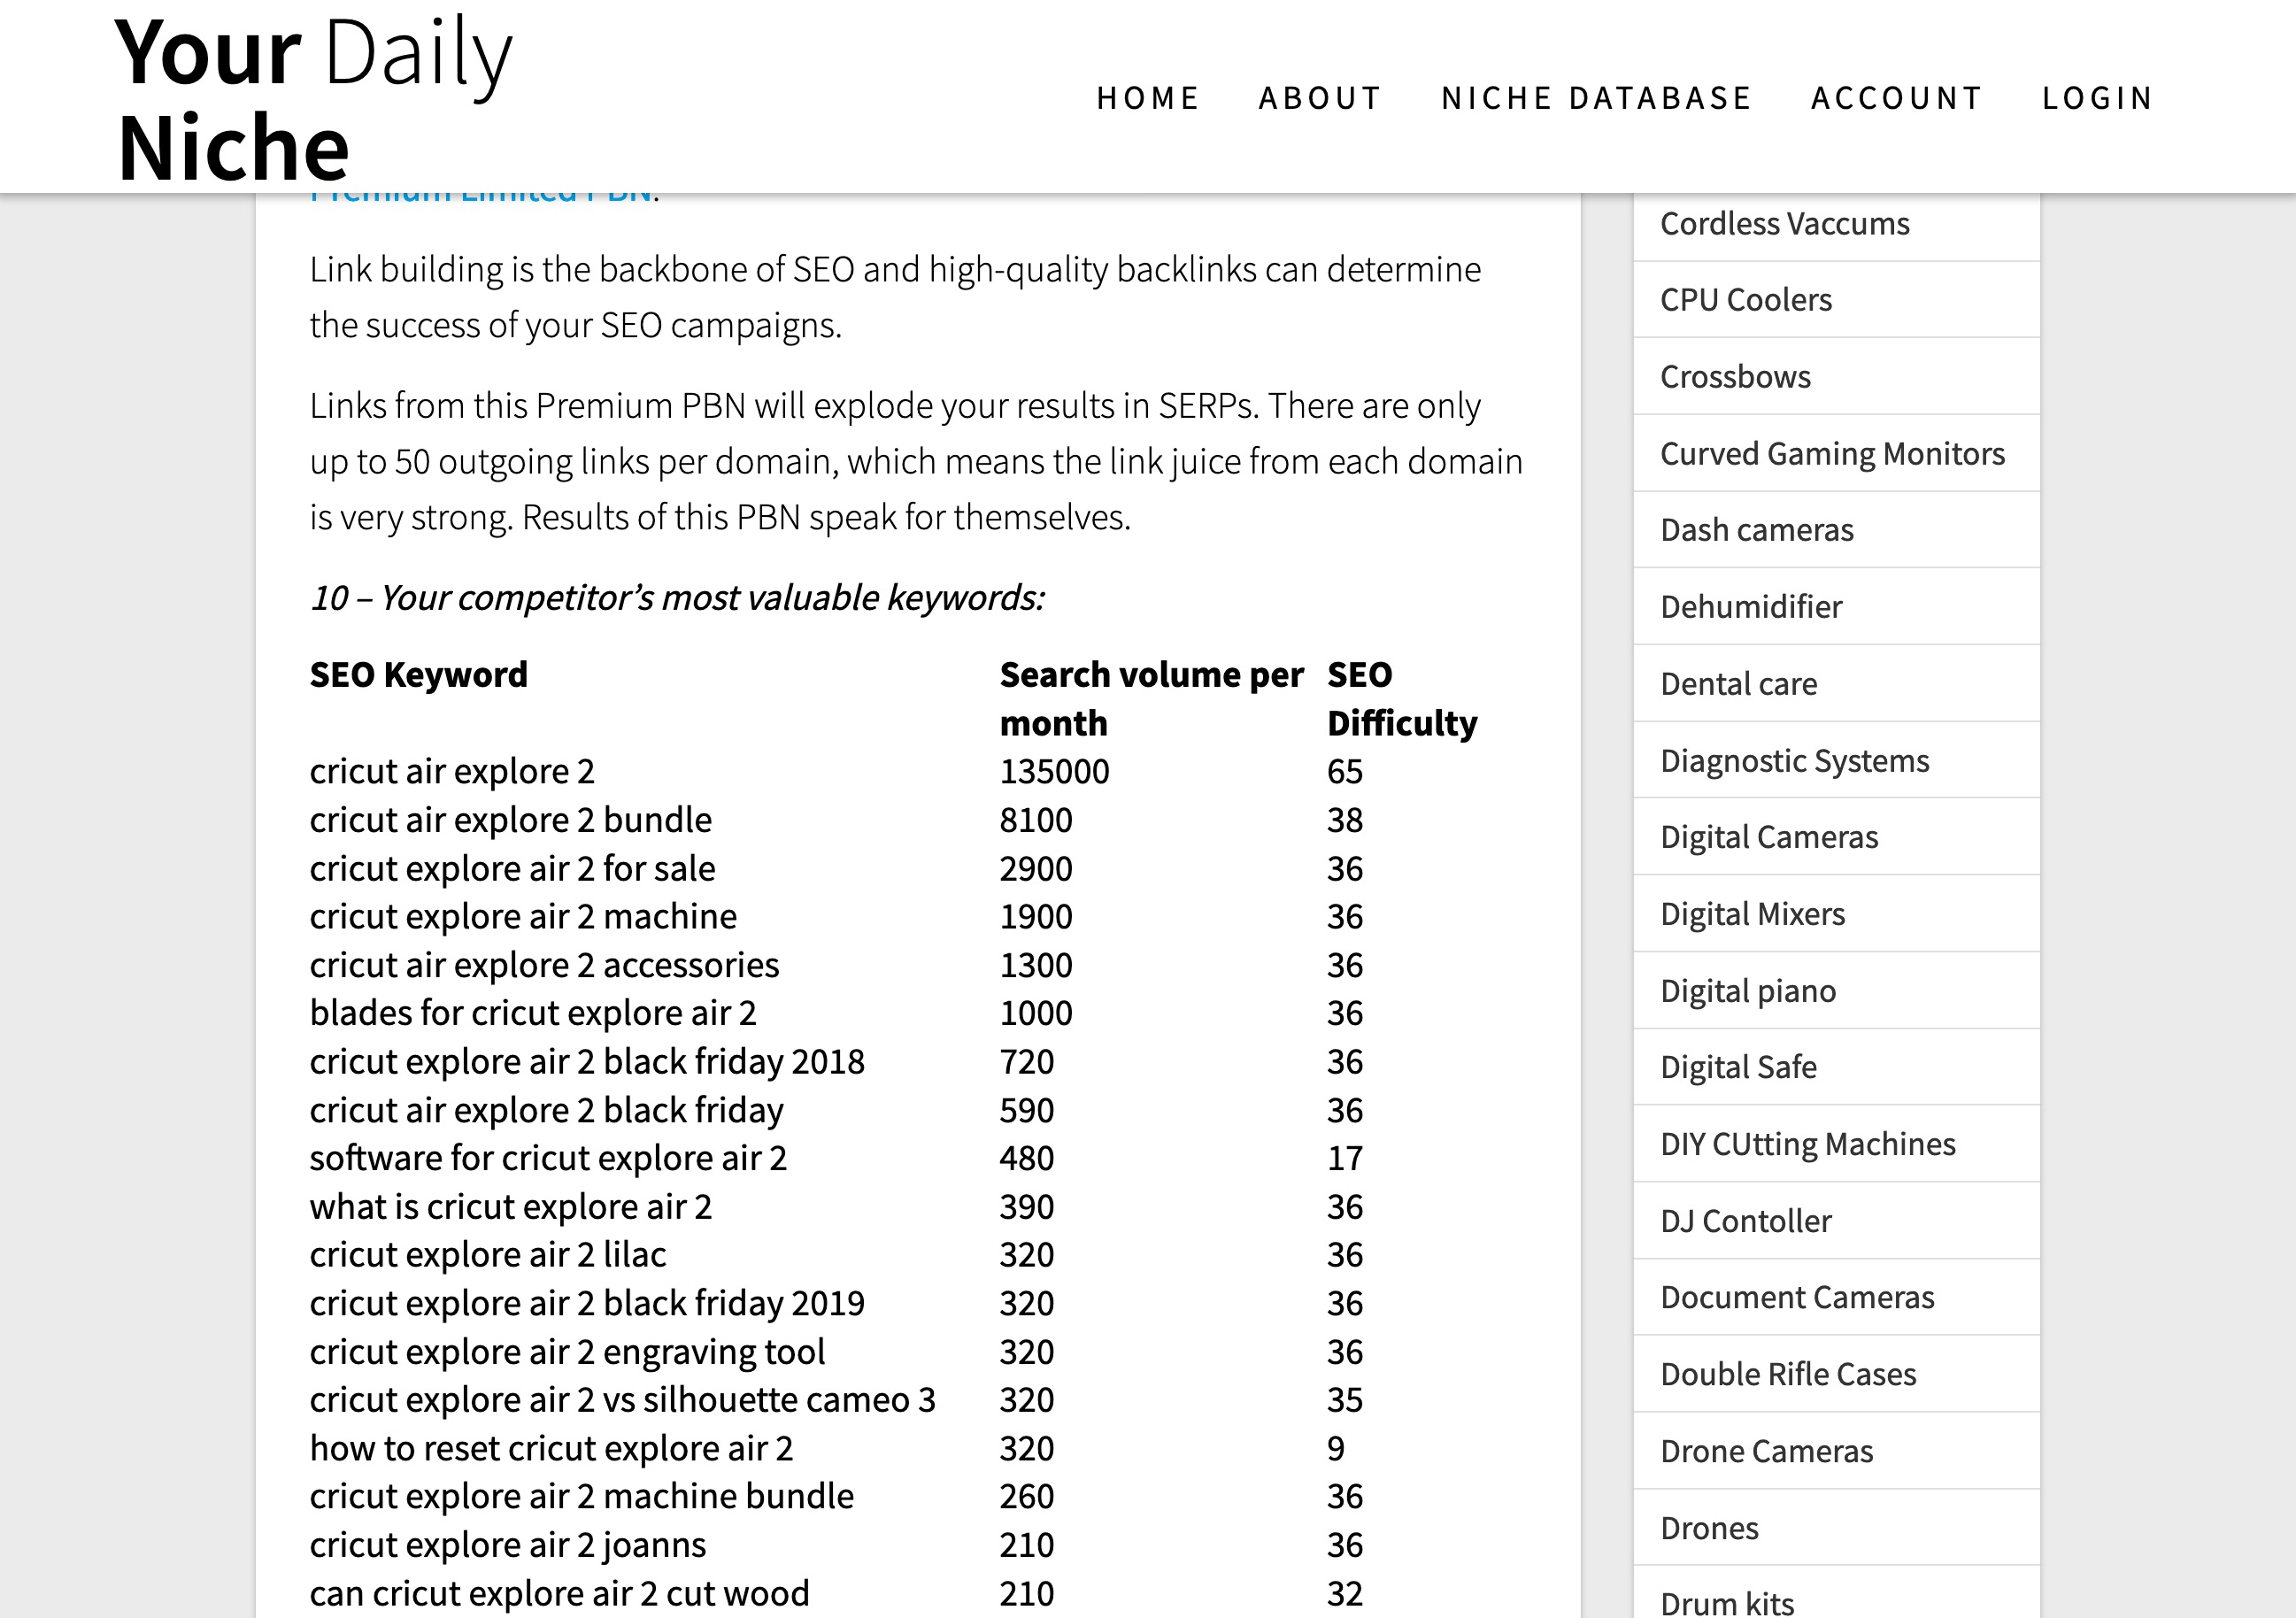 Your Daily
Niche
HOME ABOUT NICHE DATABASE ACCOUNT LOGIN
Premium Limited PBN.
Link building is the backbone of SEO and high-quality backlinks can determine
the success of your SEO campaigns.
Links from this Premium PBN will explode your results in SERPs. There are only
up to 50 outgoing links per domain, which means the link juice from each domain
is very strong. Results of this PBN speak for themselves.
10 – Your competitor’s most valuable keywords:
SEO Keyword Search volume per month SEO Difficulty
cricut air explore 2 135000 65
cricut air explore 2 bundle 8100 38
cricut explore air 2 for sale 2900 36
cricut explore air 2 machine 1900 36
cricut air explore 2 accessories 1300 36
blades for cricut explore air 2 1000 36
cricut explore air 2 black friday 2018 720 36
cricut air explore 2 black friday 590 36
software for cricut explore air 2 480 17
what is cricut explore air 2 390 36
cricut explore air 2 lilac 320 36
cricut explore air 2 black friday 2019 320 36
cricut explore air 2 engraving tool 320 36
cricut explore air 2 vs silhouette cameo 3 320 35
how to reset cricut explore air 2 320 9
cricut explore air 2 machine bundle 260 36
cricut explore air 2 joanns 210 36
can cricut explore air 2 cut wood 210 32
Cordless Vaccums
CPU Coolers
Crossbows
Curved Gaming Monitors
Dash cameras
Dehumidifier
Dental care
Diagnostic Systems
Digital Cameras
Digital Mixers
Digital piano
Digital Safe
DIY CUtting Machines
DJ Contoller
Document Cameras
Double Rifle Cases
Drone Cameras
Drones
Drum kits